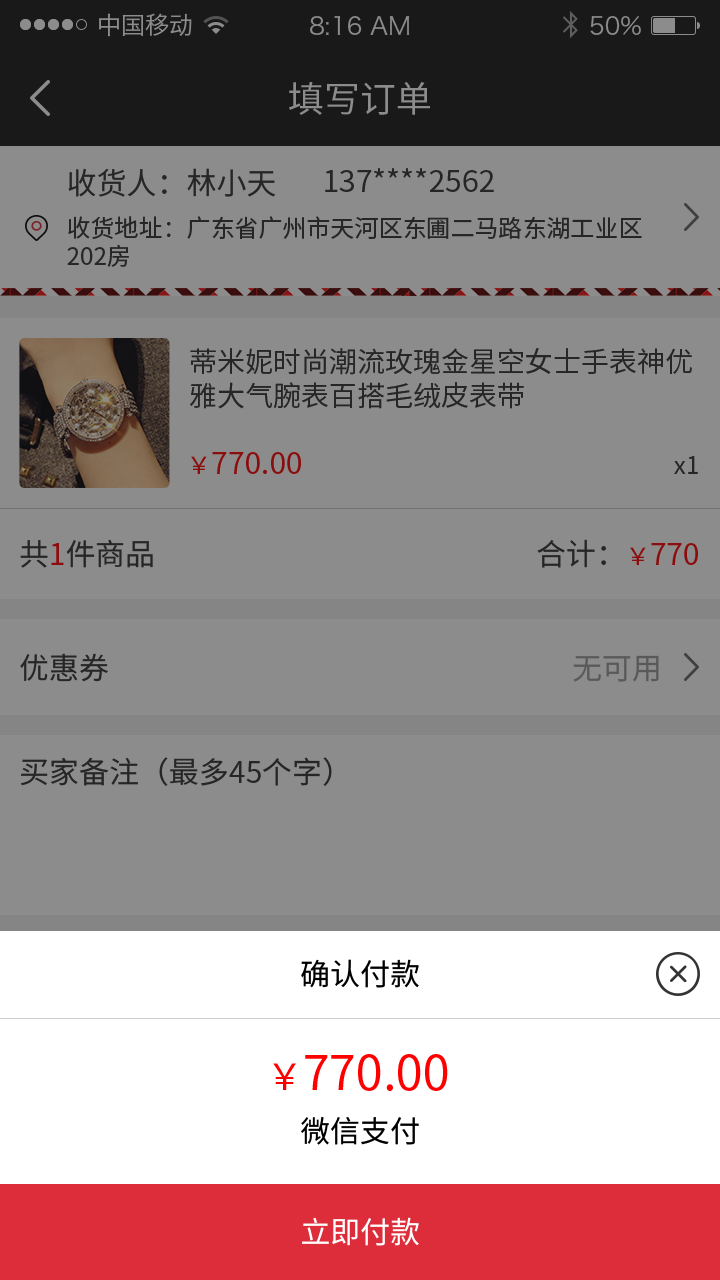 中国移动 8:16 AM 50%
填写订单
收货人：林小天 137****2562
收货地址：广东省广州市天河区东圃二马路东湖工业区
202房
蒂米妮时尚潮流玫瑰金星空女士手表神优
雅大气腕表百搭毛绒皮表带
￥770.00 x1
共1件商品 合计：￥770
优惠券 无可用
买家备注（最多45个字）
确认付款
￥770.00
微信支付
立即付款